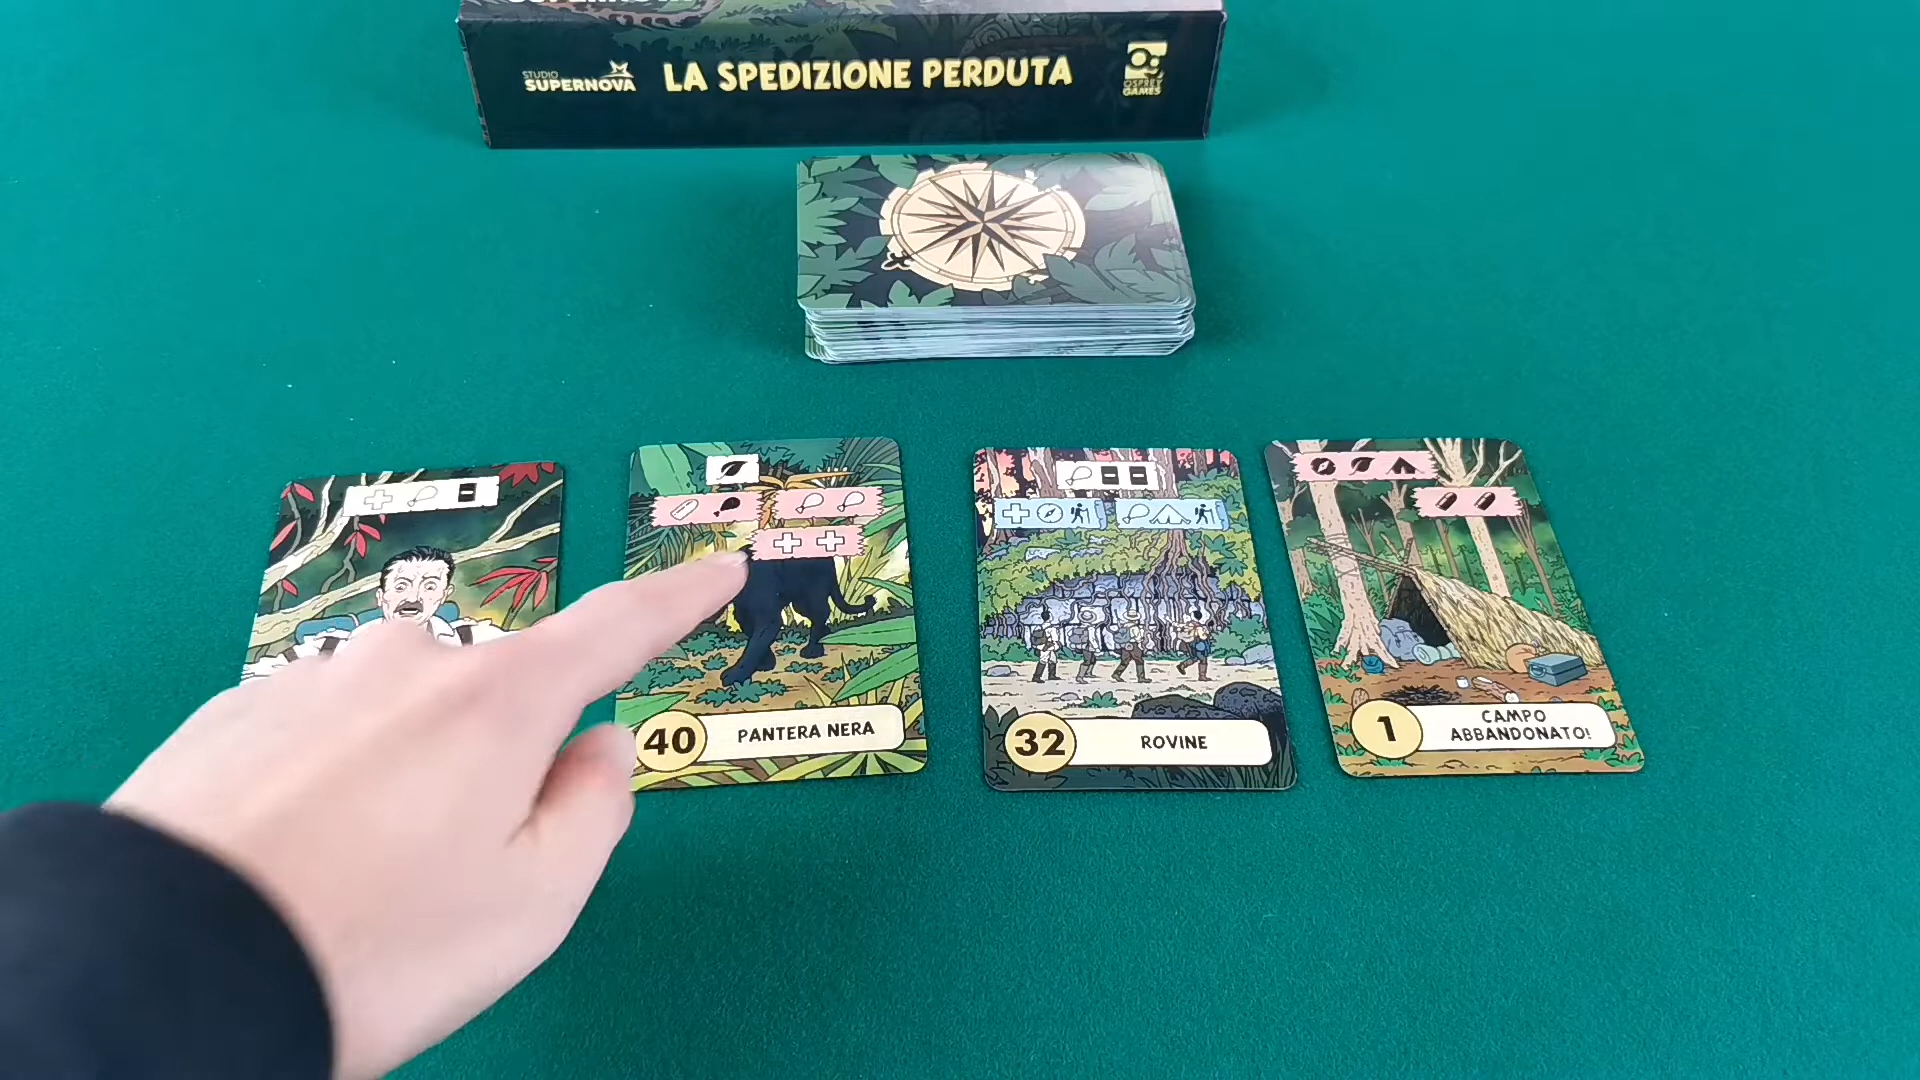 STUDIO
SUPERNOVA
LA SPEDIZIONE PERDUTA
OSPREY
GAMES
40
PANTERA NERA
32
ROVINE
1
CAMPO
ABBANDONATO!